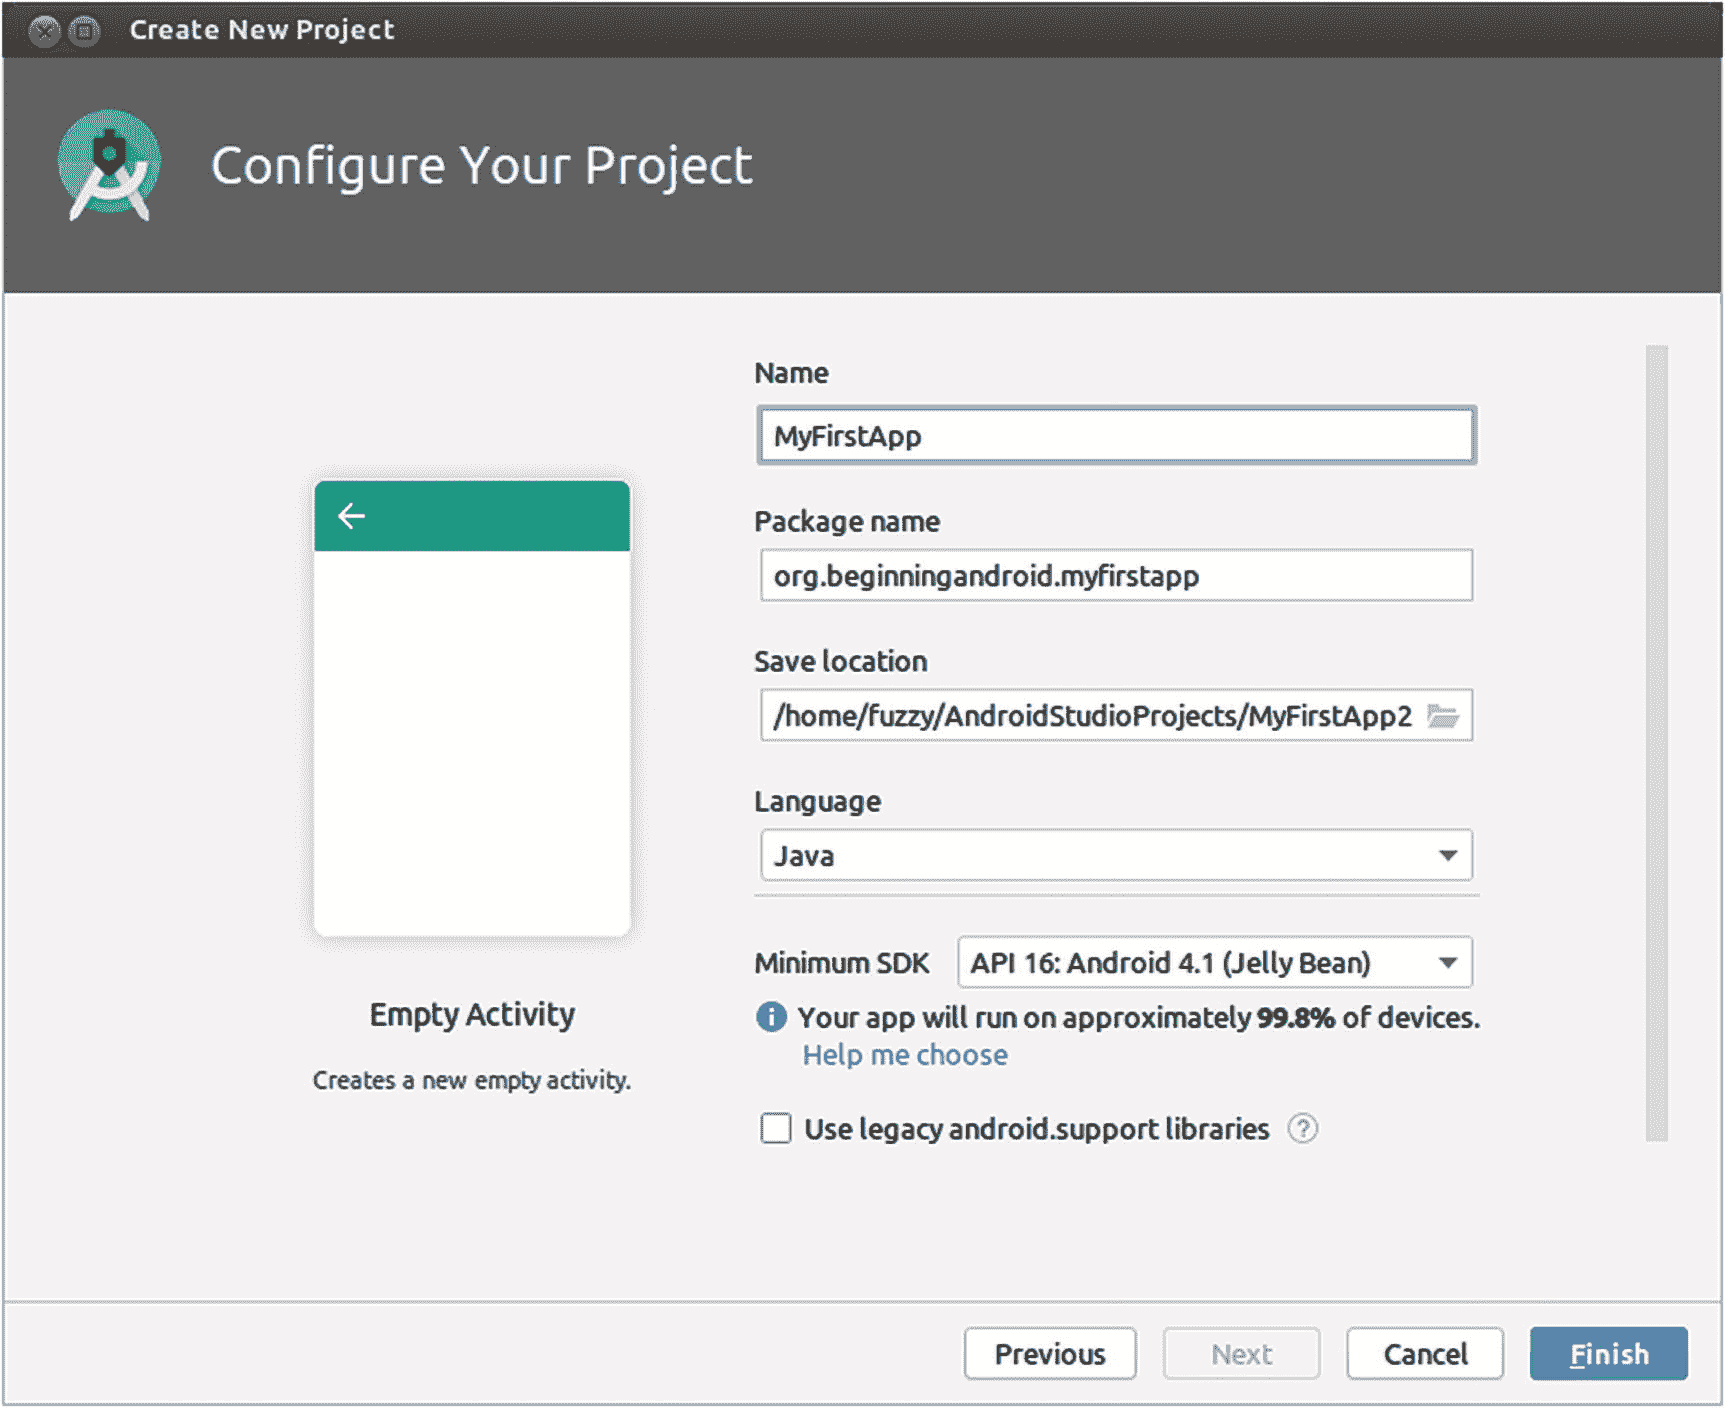 Create New Project
Configure Your Project
Name
MyFirstApp
Package name
org.beginningandroid.myfirstapp
Save location
/home/fuzzy/AndroidStudioProjects/MyFirstApp2
Language
Java
Minimum SDK API 16: Android 4.1 (Jelly Bean)
i Your app will run on approximately 99.8% of devices.
Help me choose
Use legacy android.support libraries ?
Empty Activity
Creates a new empty activity.
Previous Next Cancel Finish